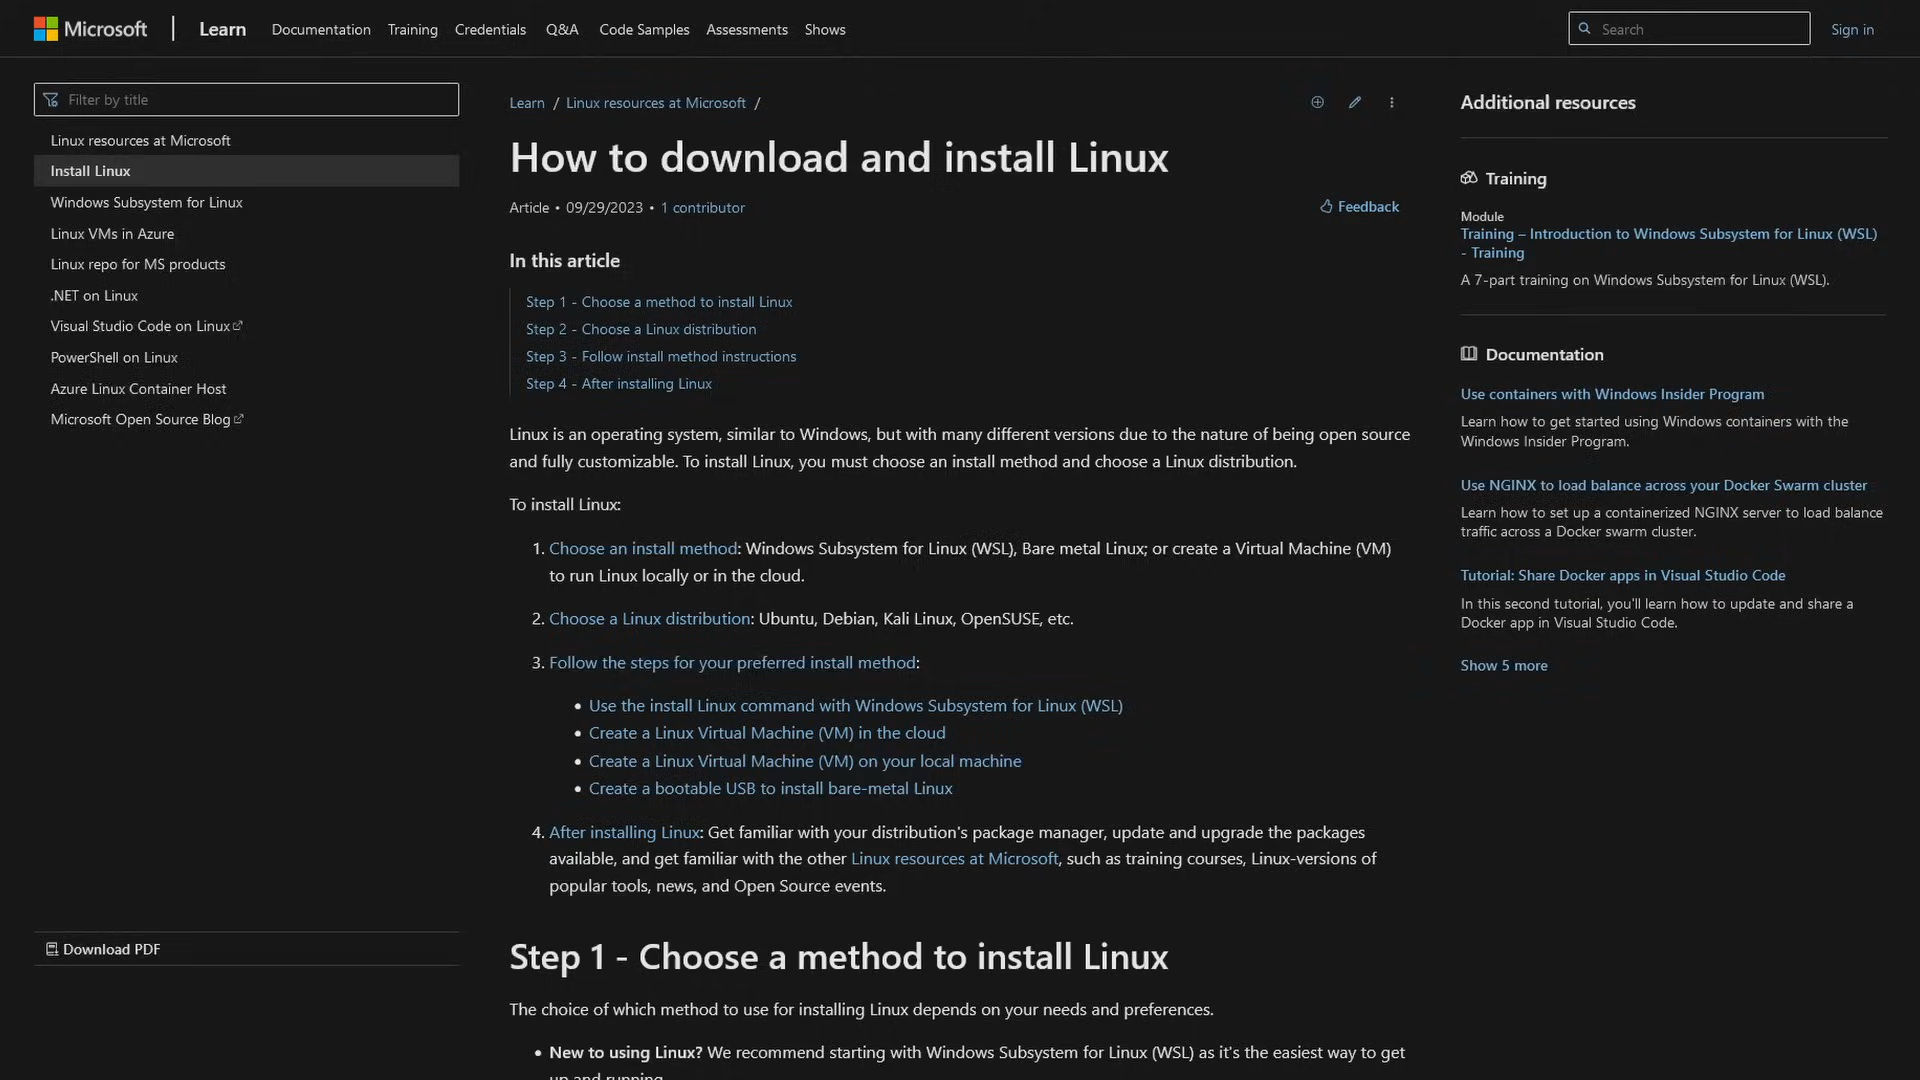 Microsoft
Learn
Documentation
Training
Credentials
Q&A
Code Samples
Assessments
Shows
Search
Sign in
Filter by title
Linux resources at Microsoft
Install Linux
Windows Subsystem for Linux
Linux VMs in Azure
Linux repo for MS products
.NET on Linux
Visual Studio Code on Linux
PowerShell on Linux
Azure Linux Container Host
Microsoft Open Source Blog
Download PDF
Learn / Linux resources at Microsoft /
How to download and install Linux
Article • 09/29/2023 • 1 contributor
Feedback
In this article
Step 1 - Choose a method to install Linux
Step 2 - Choose a Linux distribution
Step 3 - Follow install method instructions
Step 4 - After installing Linux
Linux is an operating system, similar to Windows, but with many different versions due to the nature of being open source
and fully customizable. To install Linux, you must choose an install method and choose a Linux distribution.
To install Linux:
1. Choose an install method: Windows Subsystem for Linux (WSL), Bare metal Linux; or create a Virtual Machine (VM)
to run Linux locally or in the cloud.
2. Choose a Linux distribution: Ubuntu, Debian, Kali Linux, OpenSUSE, etc.
3. Follow the steps for your preferred install method:
• Use the install Linux command with Windows Subsystem for Linux (WSL)
• Create a Linux Virtual Machine (VM) in the cloud
• Create a Linux Virtual Machine (VM) on your local machine
• Create a bootable USB to install bare-metal Linux
4. After installing Linux: Get familiar with your distribution's package manager, update and upgrade the packages
available, and get familiar with the other Linux resources at Microsoft, such as training courses, Linux-versions of
popular tools, news, and Open Source events.
Step 1 - Choose a method to install Linux
The choice of which method to use for installing Linux depends on your needs and preferences.
• New to using Linux? We recommend starting with Windows Subsystem for Linux (WSL) as it's the easiest way to get
up and running.
Additional resources
Training
Module
Training – Introduction to Windows Subsystem for Linux (WSL)
- Training
A 7-part training on Windows Subsystem for Linux (WSL).
Documentation
Use containers with Windows Insider Program
Learn how to get started using Windows containers with the
Windows Insider Program.
Use NGINX to load balance across your Docker Swarm cluster
Learn how to set up a containerized NGINX server to load balance
traffic across a Docker swarm cluster.
Tutorial: Share Docker apps in Visual Studio Code
In this second tutorial, you'll learn how to update and share a
Docker app in Visual Studio Code.
Show 5 more